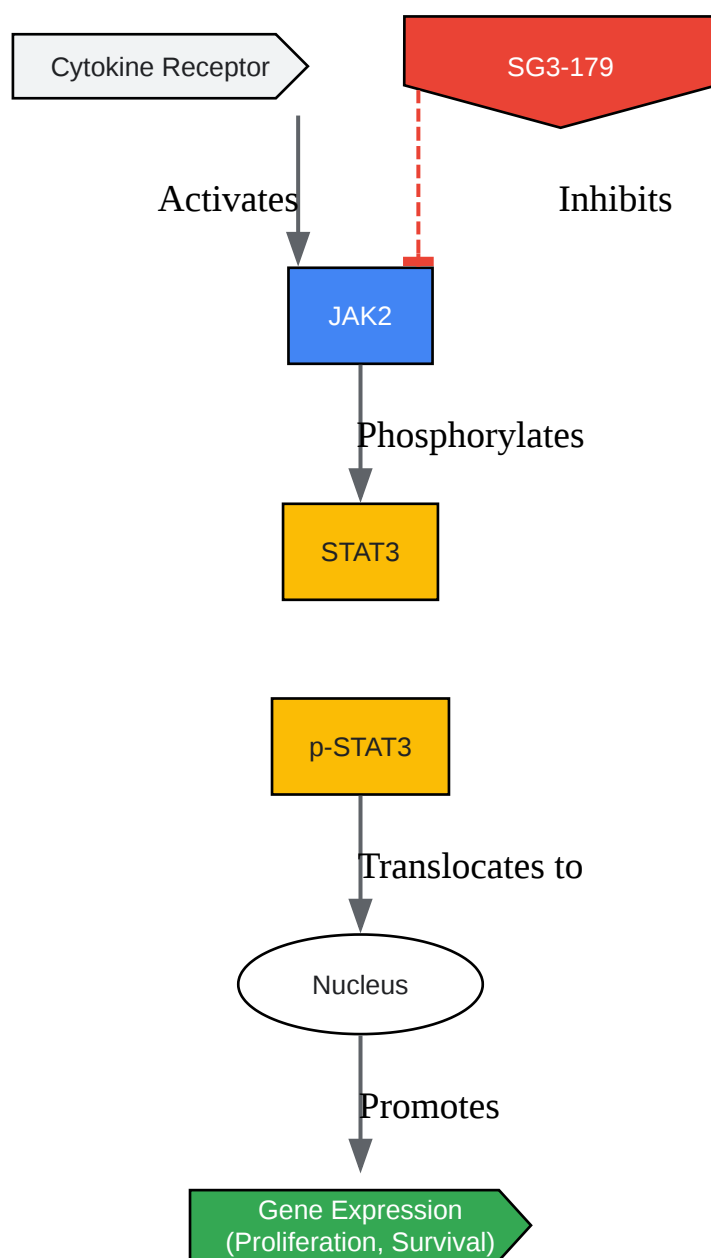 Cytokine Receptor
SG3-179
Activates
Inhibits
JAK2
Phosphorylates
STAT3
p-STAT3
Translocates to
Nucleus
Promotes
Gene Expression
(Proliferation, Survival)